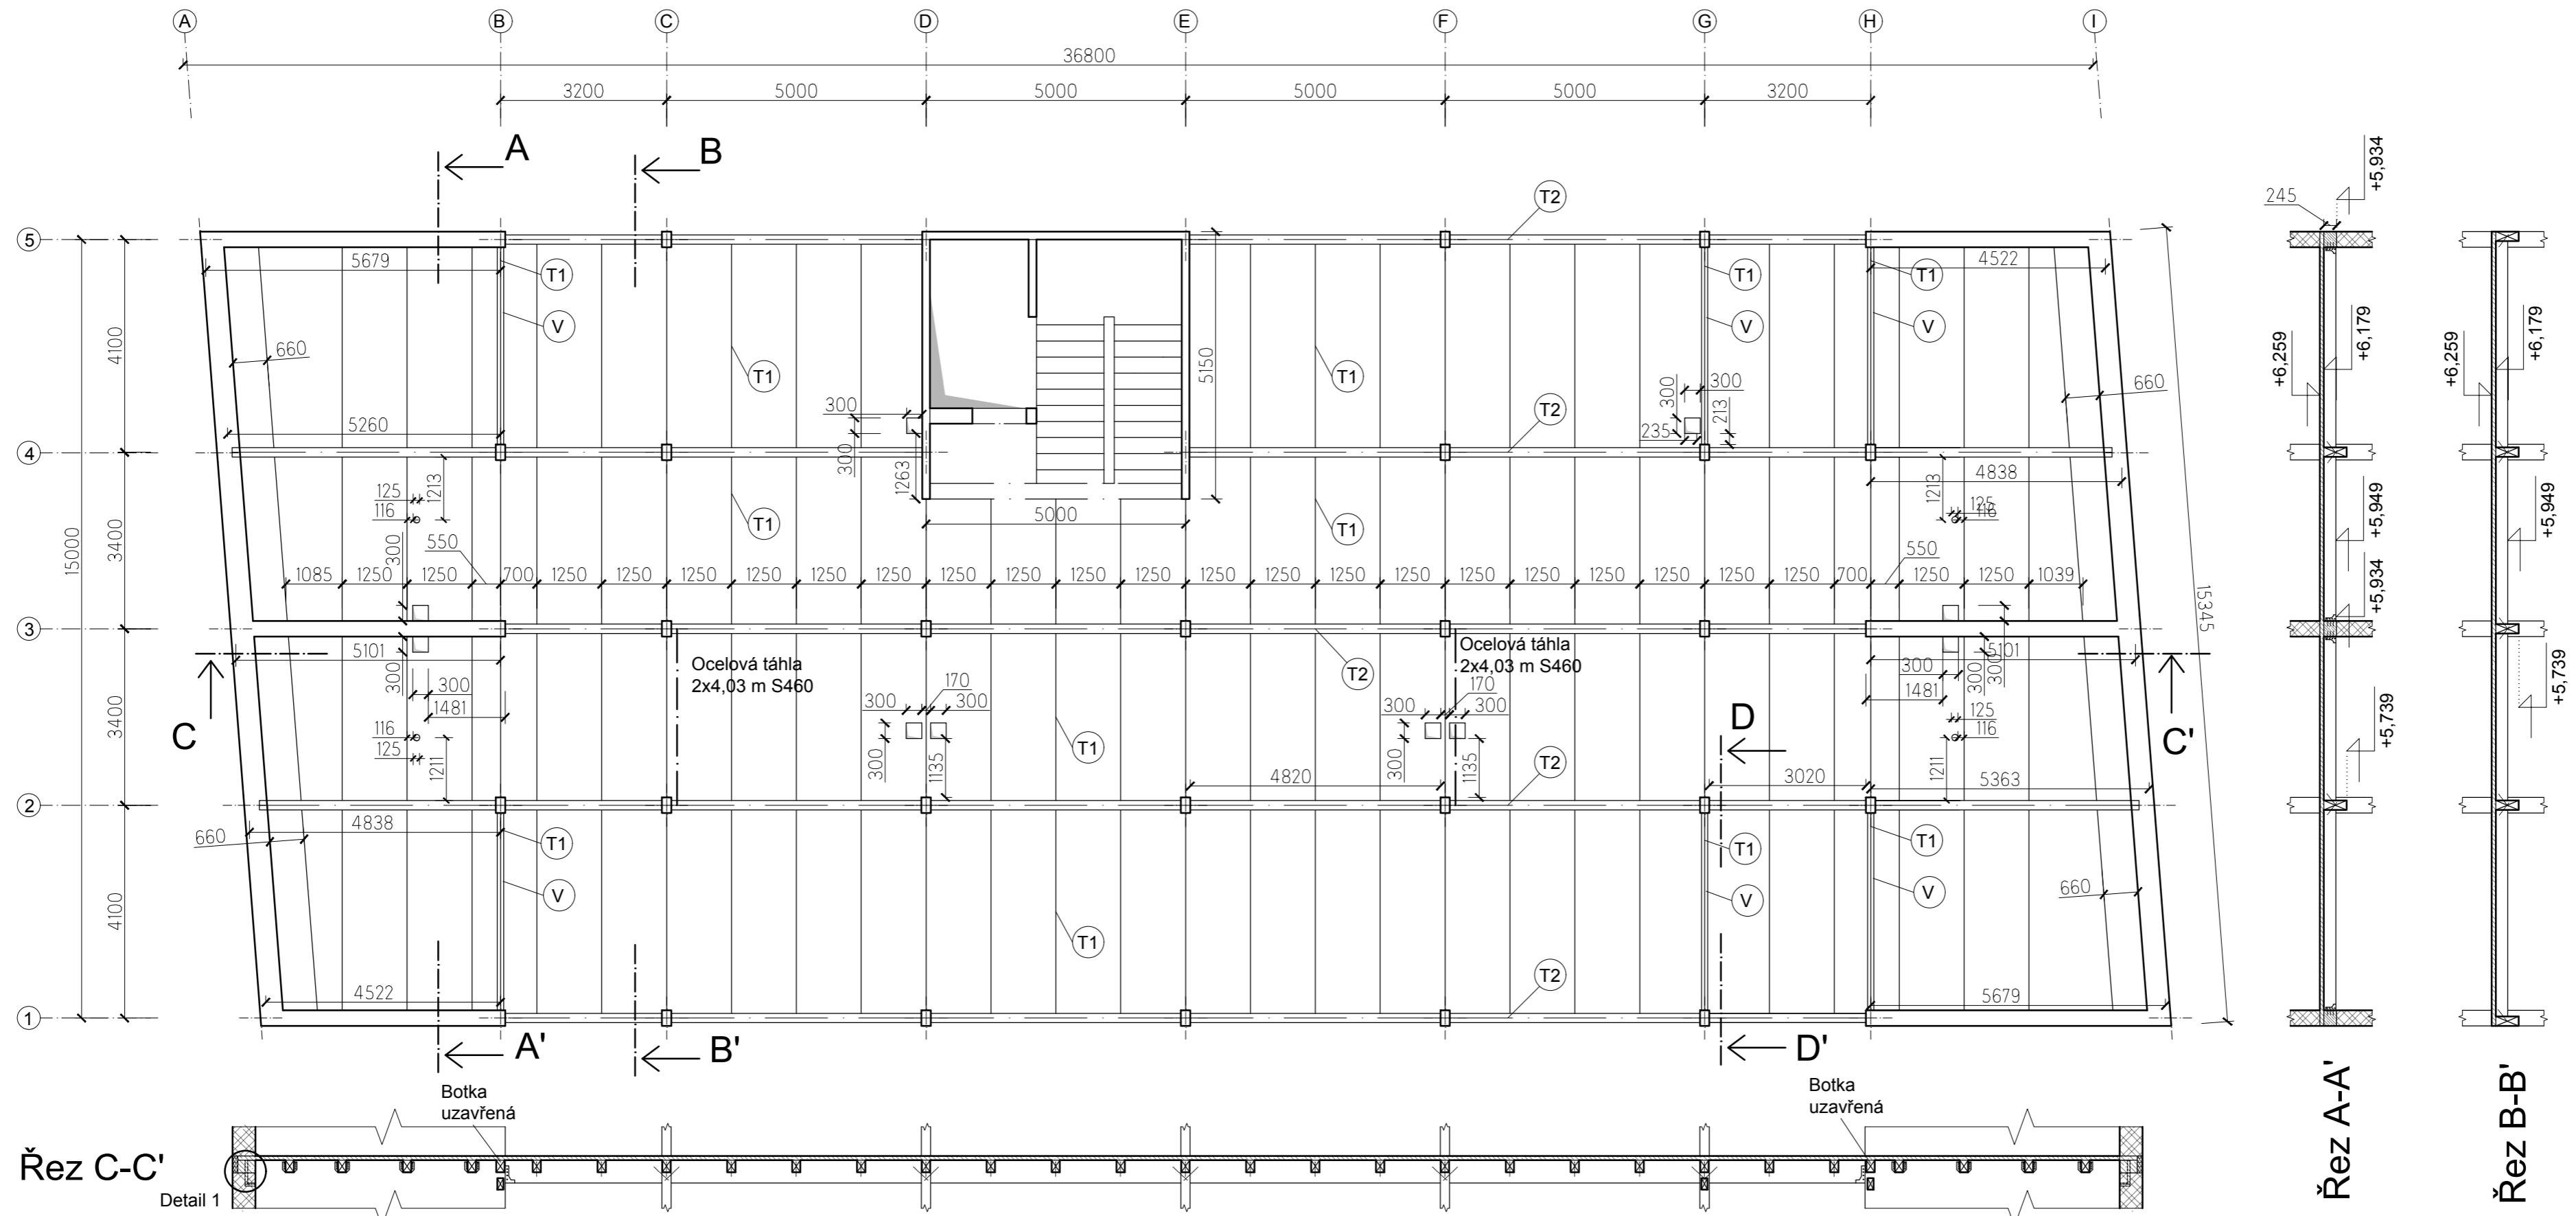 A B C D E F G H I
36800
3200 5000 5000 5000 5000 3200
A B
T2
5
5679 T1 T1 T1 4522
V V V
4100
660 T1 T1 5150 660
300 300 300
5260 T2 213
4 300 235
1263
125 1213 4838
116 T1 T1 1213 125
116
5000
15000 3400
300 550 550
1085 1250 1250 700 1250 1250 1250 1250 1250 1250 1250 1250 1250 1250 1250 1250 1250 1250 1250 1250 1250 1250 1250 700 1250 1250 1039
15345
3
5101 Ocelová táhla
2x4,03 m S460
Ocelová táhla
2x4,03 m S460
T2 5101
300 300 300 300 300
C 1481 300 170 300 300 170 300 D 1481 C'
3400
116 T1 125
125 300 300 116
1211 1135 1135 T2 1211
4820 3020 5363
2
4838 T1 T1 T1
660
V V V 660
4100
T1
T2
4522 5679
1
A' B' D'
Botka
uzavřená
Botka
uzavřená
Řez C-C'
Detail 1
245
+5,934
+6,259
+6,179
+5,949
+5,934
+5,739
Řez A-A'
+6,259
+6,179
+5,949
+5,739
Řez B-B'